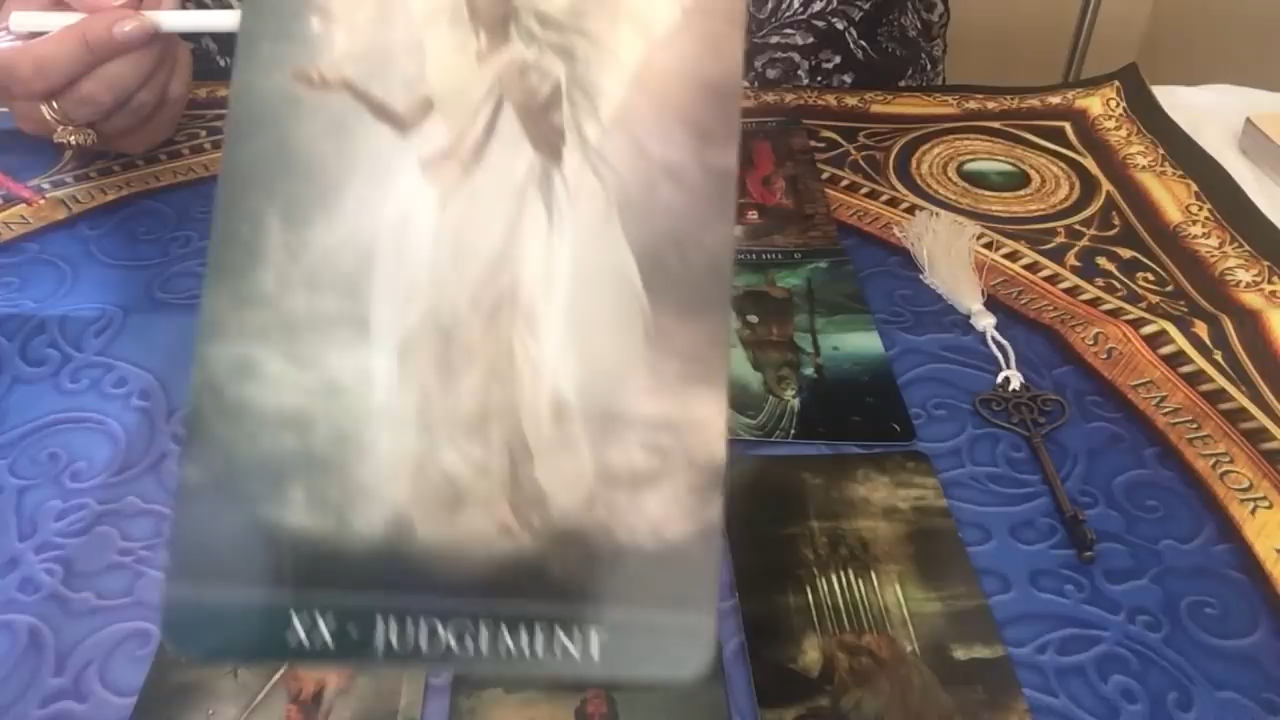 JUDGEMENT
EMPRESS
EMPEROR
0 THE FOOL
XX · JUDGEMENT